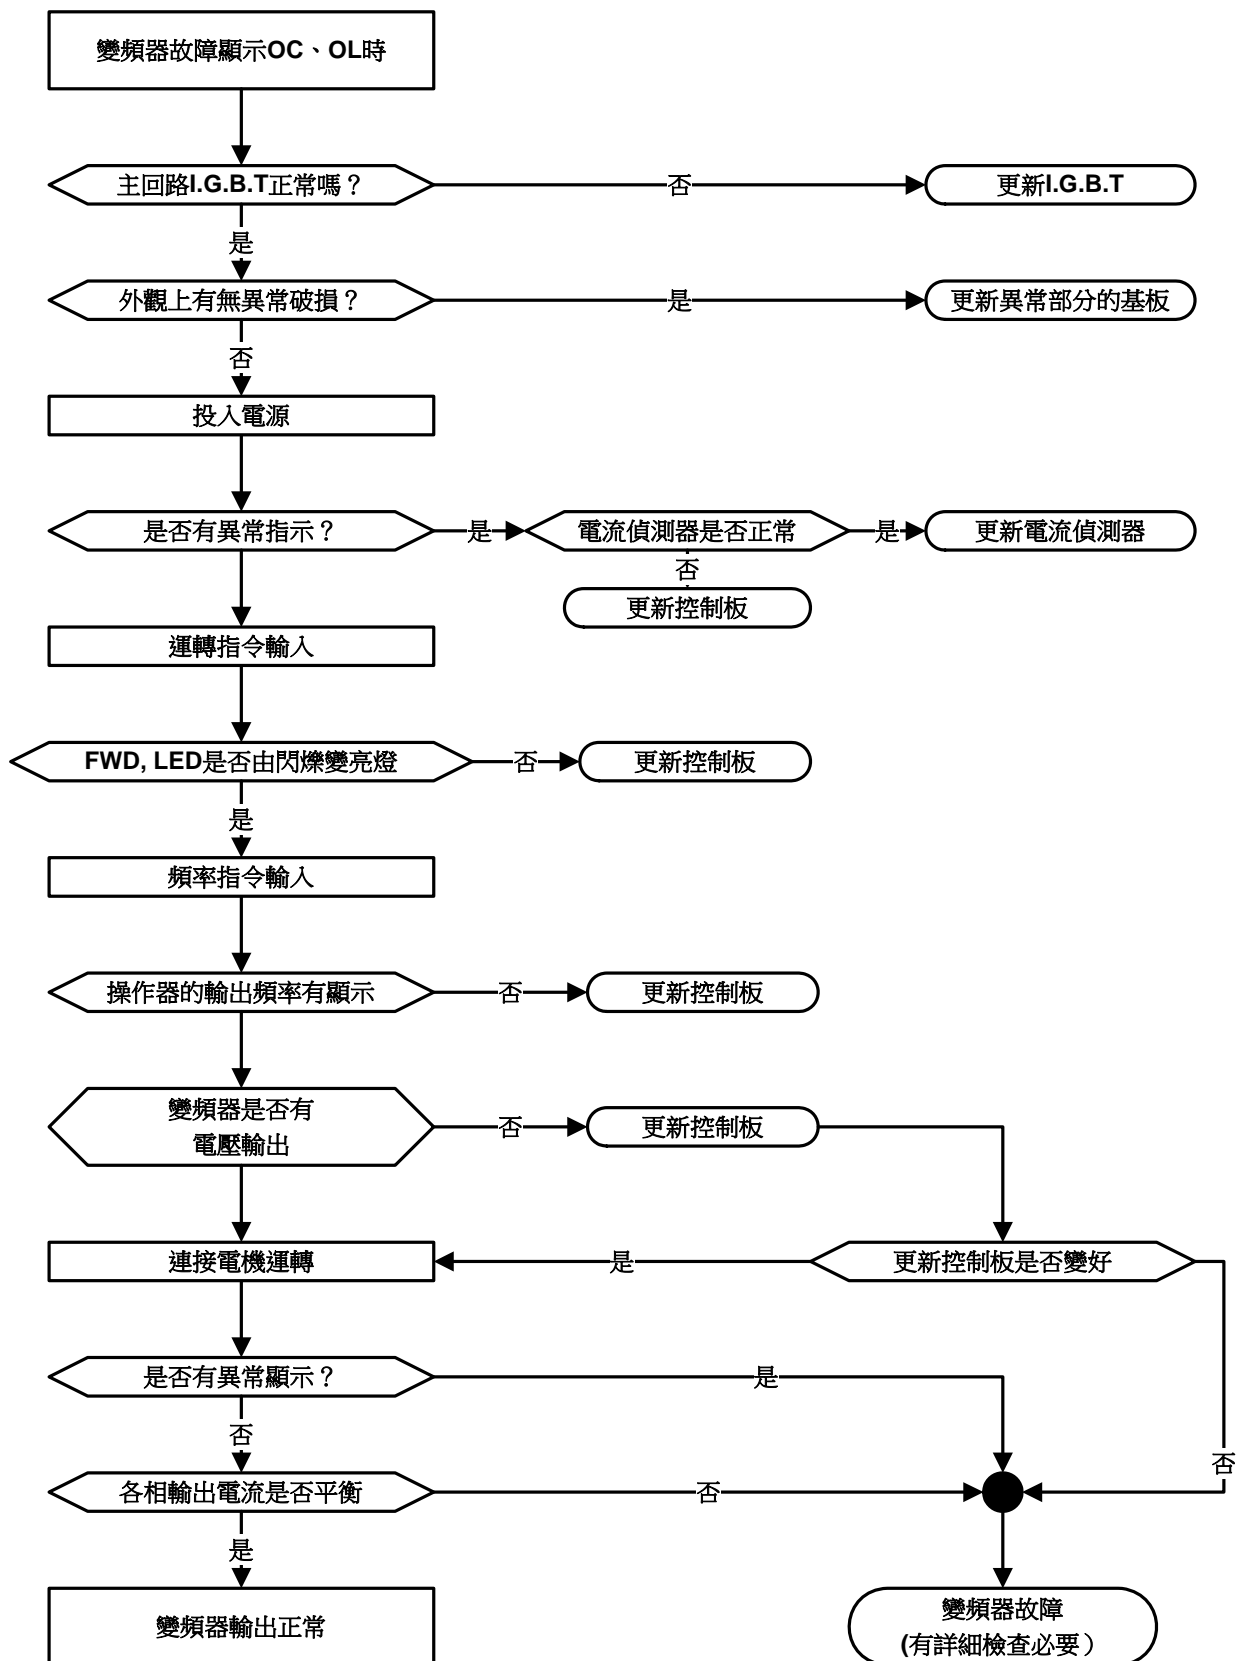 變頻器故障顯示OC、OL時
主回路I.G.B.T正常嗎？
否
更新I.G.B.T
是
外觀上有無異常破損？
是
更新異常部分的基板
否
投入電源
是否有異常指示？
是
電流偵測器是否正常
是
更新電流偵測器
否
更新控制板
運轉指令輸入
FWD, LED是否由閃爍變亮燈
否
更新控制板
是
頻率指令輸入
操作器的輸出頻率有顯示
否
更新控制板
變頻器是否有
電壓輸出
否
更新控制板
連接電機運轉
是
更新控制板是否變好
是否有異常顯示？
是
否
否
各相輸出電流是否平衡
否
是
變頻器輸出正常
變頻器故障
(有詳細檢查必要）